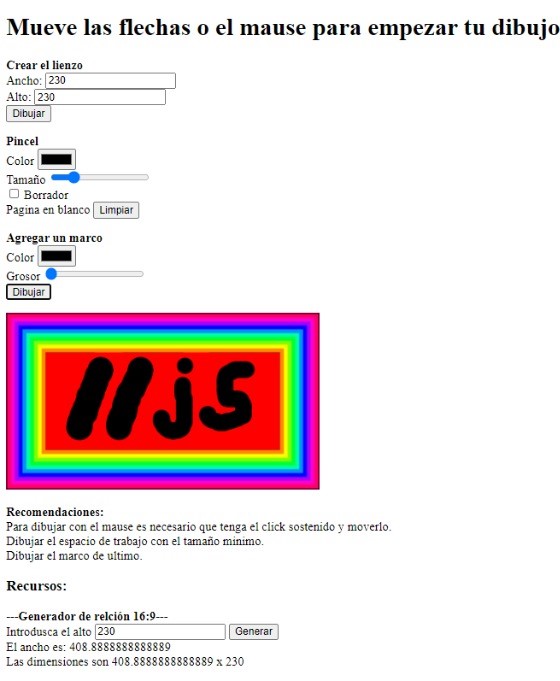 Mueve las flechas o el mause para empezar tu dibujo
Crear el lienzo
Ancho: 230
Alto: 230
Dibujar
Pincel
Color
Tamaño
Borrador
Pagina en blanco Limpiar
Agregar un marco
Color
Grosor
Dibujar
//js
Recomendaciones:
Para dibujar con el mause es necesario que tenga el click sostenido y moverlo.
Dibujar el espacio de trabajo con el tamaño minimo.
Dibujar el marco de ultimo.
Recursos:
---Generador de relción 16:9---
Introdusca el alto 230 Generar
El ancho es: 408.8888888888889
Las dimensiones son 408.8888888888889 x 230